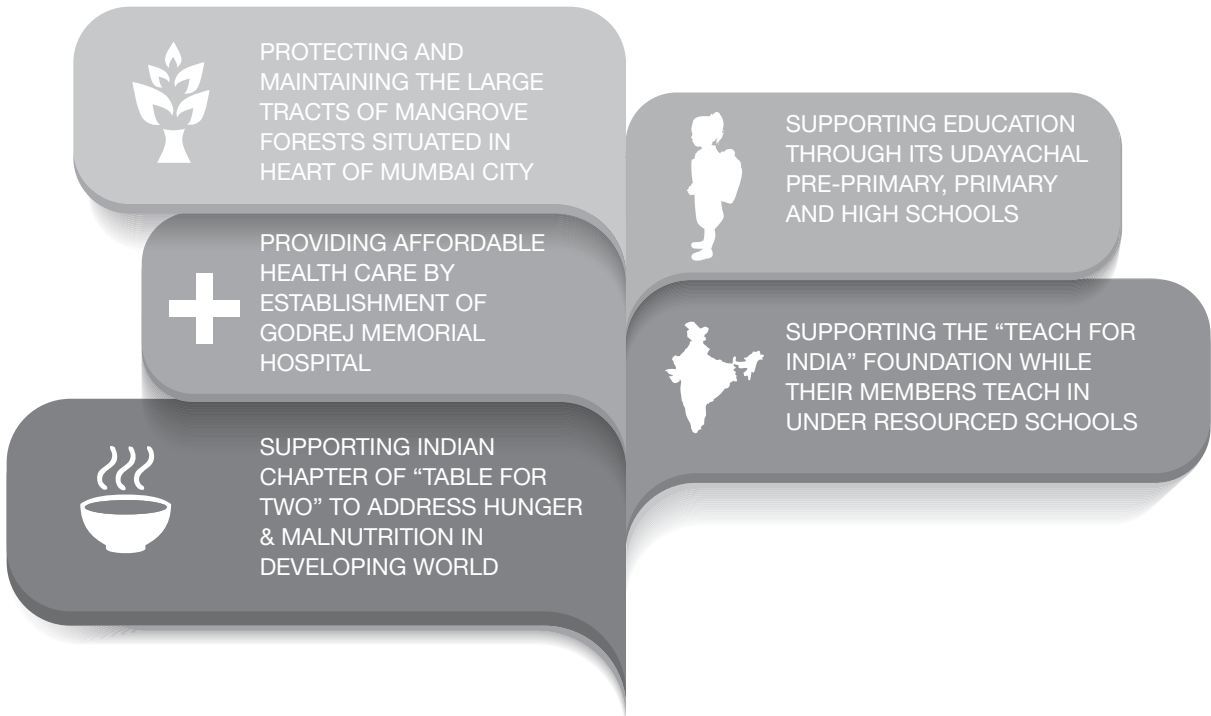 PROTECTING AND
MAINTAINING THE LARGE
TRACTS OF MANGROVE
FORESTS SITUATED IN
HEART OF MUMBAI CITY
SUPPORTING EDUCATION
THROUGH ITS UDAYACHAL
PRE-PRIMARY, PRIMARY
AND HIGH SCHOOLS
PROVIDING AFFORDABLE
HEALTH CARE BY
ESTABLISHMENT OF
GODREJ MEMORIAL
HOSPITAL
SUPPORTING THE “TEACH FOR
INDIA” FOUNDATION WHILE
THEIR MEMBERS TEACH IN
UNDER RESOURCED SCHOOLS
SUPPORTING INDIAN
CHAPTER OF “TABLE FOR
TWO” TO ADDRESS HUNGER
& MALNUTRITION IN
DEVELOPING WORLD